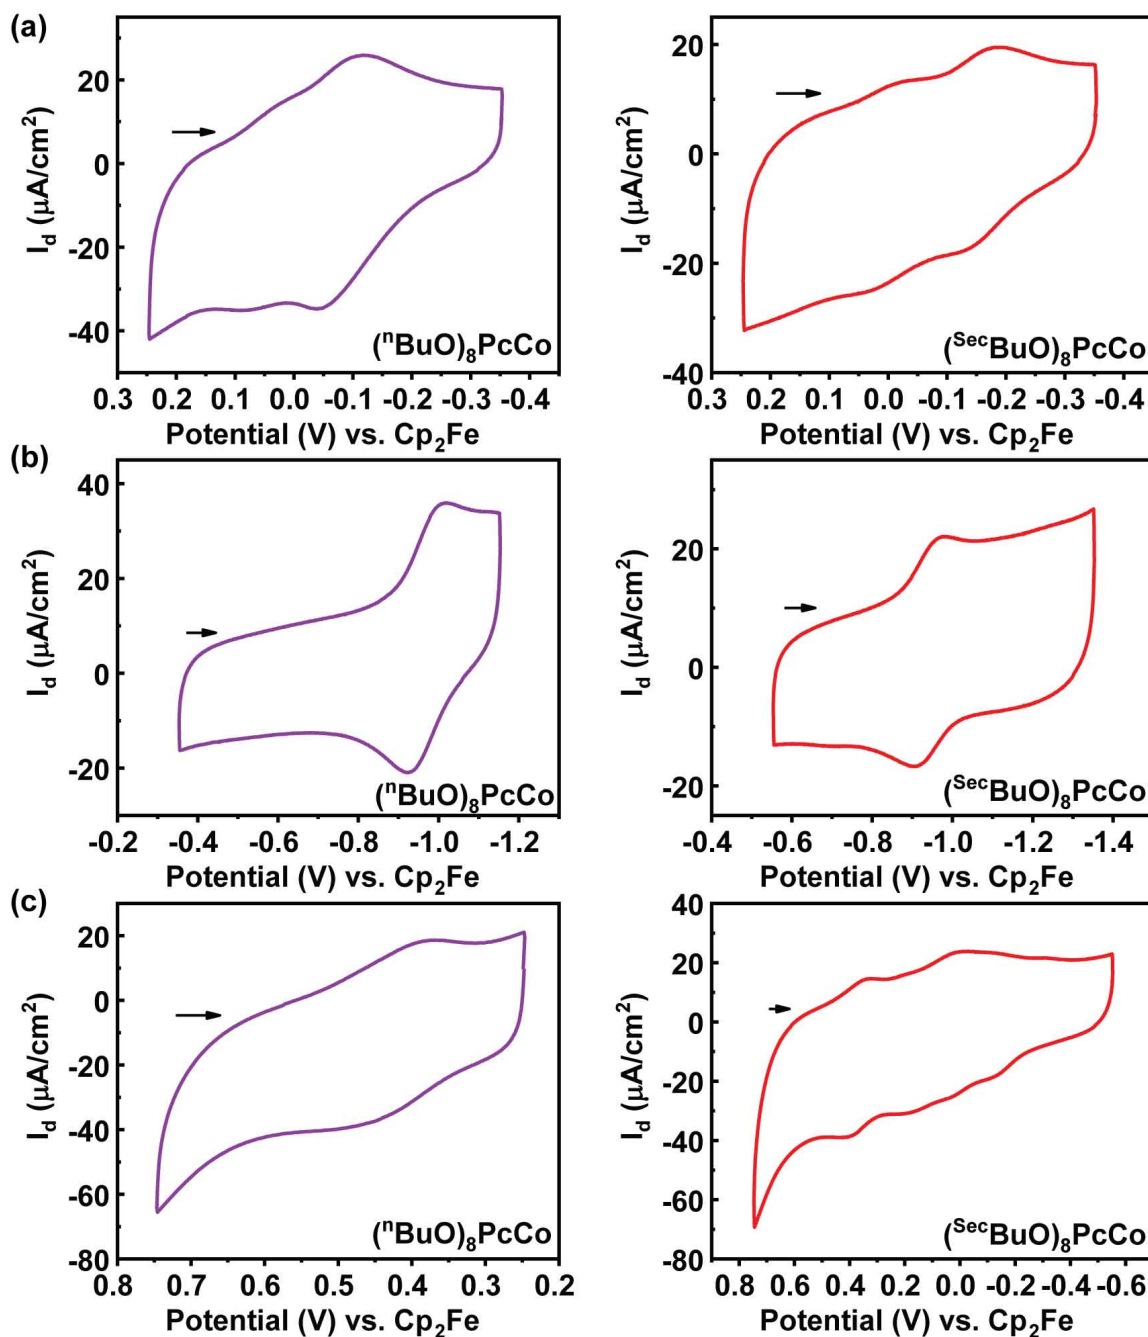 (a)
20
0
-20
-40
I_d (μA/cm²)
(ⁿBuO)₈PcCo
0.3 0.2 0.1 0.0 -0.1 -0.2 -0.3 -0.4
Potential (V) vs. Cp₂Fe
20
0
-20
-40
I_d (μA/cm²)
(^SecBuO)₈PcCo
0.3 0.2 0.1 0.0 -0.1 -0.2 -0.3 -0.4
Potential (V) vs. Cp₂Fe
(b)
40
20
0
-20
I_d (μA/cm²)
(ⁿBuO)₈PcCo
-0.2 -0.4 -0.6 -0.8 -1.0 -1.2
Potential (V) vs. Cp₂Fe
20
0
-20
I_d (μA/cm²)
(^SecBuO)₈PcCo
-0.4 -0.6 -0.8 -1.0 -1.2 -1.4
Potential (V) vs. Cp₂Fe
(c)
20
0
-20
-40
-60
-80
I_d (μA/cm²)
(ⁿBuO)₈PcCo
0.8 0.7 0.6 0.5 0.4 0.3 0.2
Potential (V) vs. Cp₂Fe
40
20
0
-20
-40
-60
-80
I_d (μA/cm²)
(^SecBuO)₈PcCo
0.8 0.6 0.4 0.2 0.0 -0.2 -0.4 -0.6
Potential (V) vs. Cp₂Fe